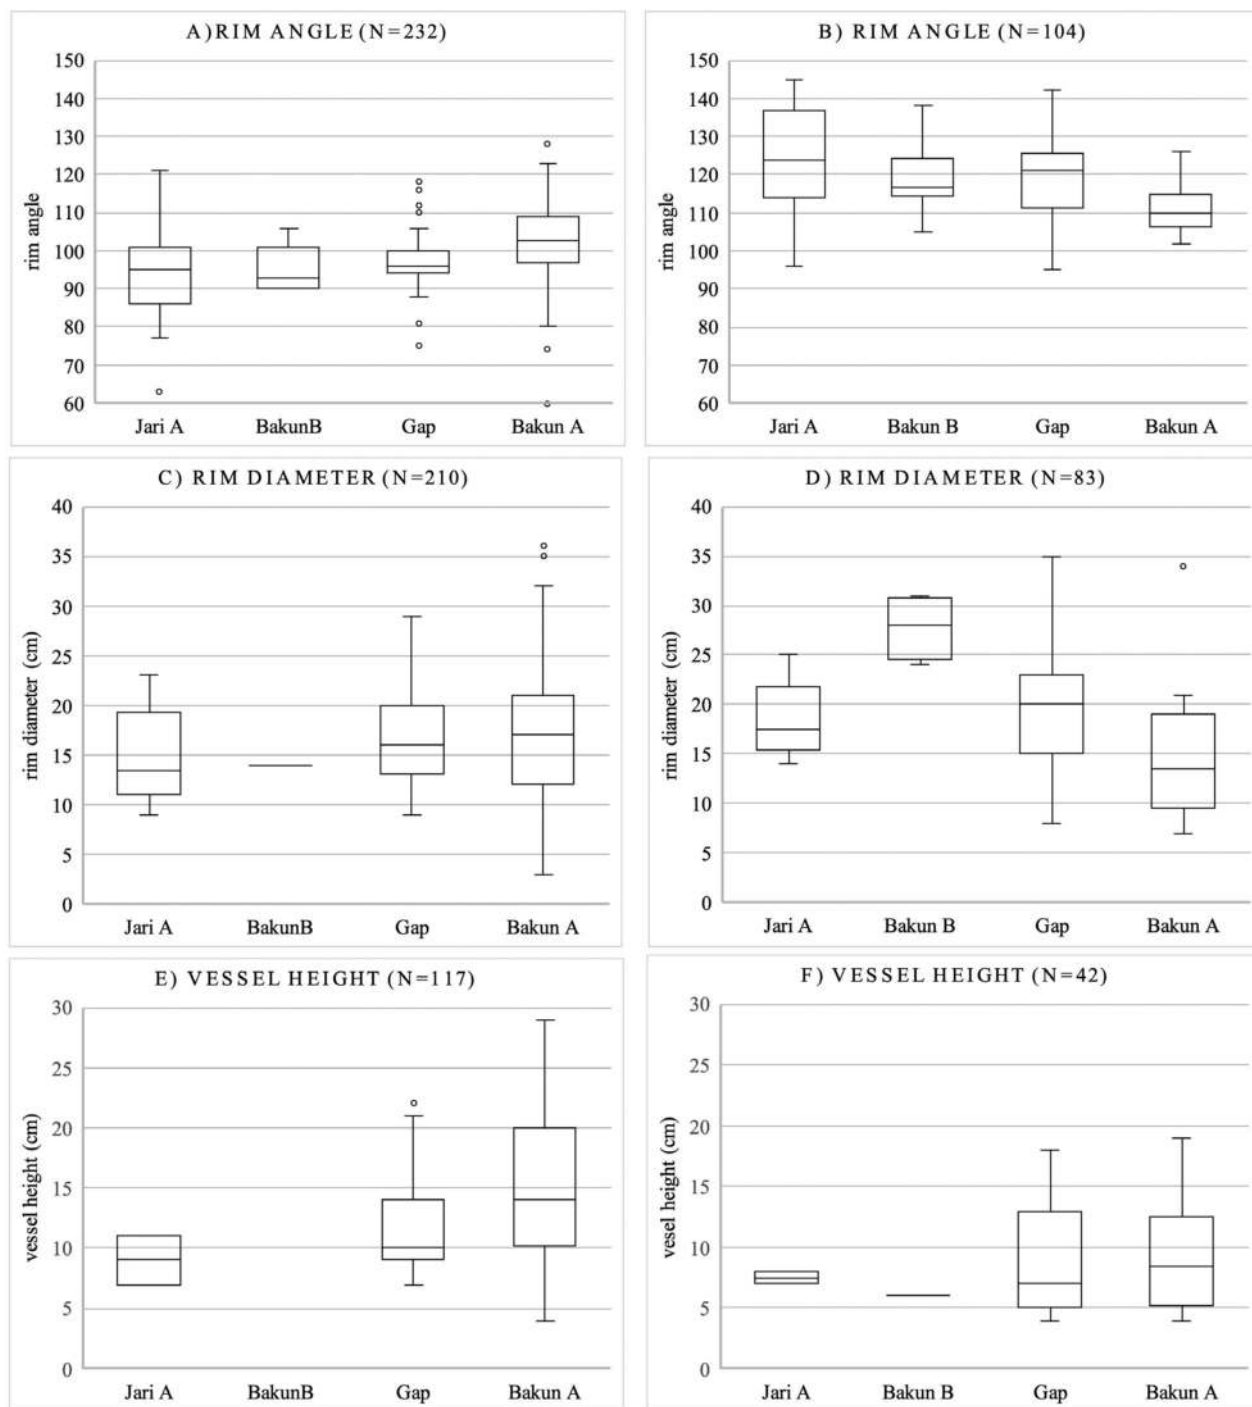 A)RIM ANGLE (N=232)
150
140
130
120
110
100
90
80
70
60
rim angle
Jari A BakunB Gap Bakun A
B) RIM ANGLE (N=104)
150
140
130
120
110
100
90
80
70
60
rim angle
Jari A Bakun B Gap Bakun A
C) RIM DIAMETER (N=210)
40
35
30
25
20
15
10
5
0
rim diameter (cm)
Jari A BakunB Gap Bakun A
D) RIM DIAMETER (N=83)
40
35
30
25
20
15
10
5
0
rim diameter (cm)
Jari A Bakun B Gap Bakun A
E) VESSEL HEIGHT (N=117)
30
25
20
15
10
5
0
vessel height (cm)
Jari A BakunB Gap Bakun A
F) VESSEL HEIGHT (N=42)
30
25
20
15
10
5
0
vesel height (cm)
Jari A Bakun B Gap Bakun A